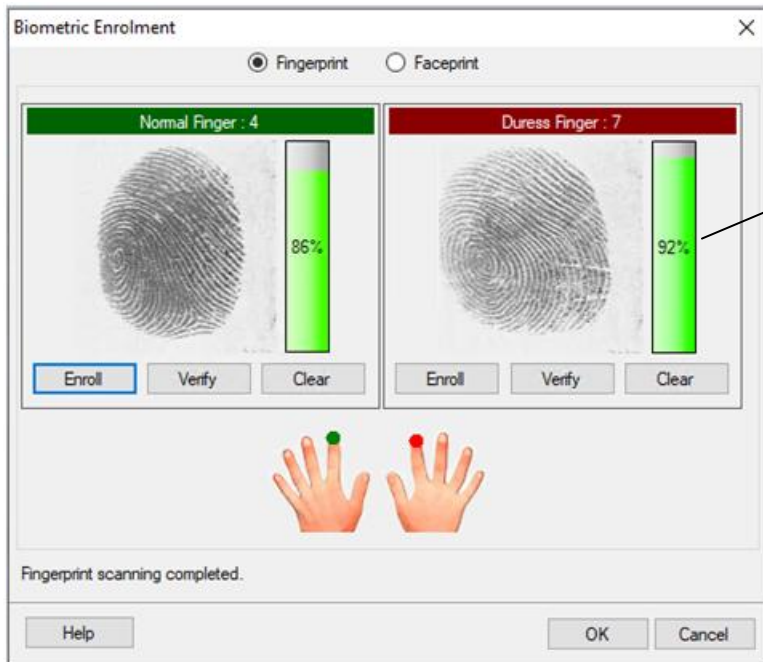 Biometric Enrolment
Fingerprint Faceprint
Normal Finger : 4
86%
Enroll Verify Clear
Duress Finger : 7
92%
Enroll Verify Clear
Fingerprint scanning completed.
Help OK Cancel